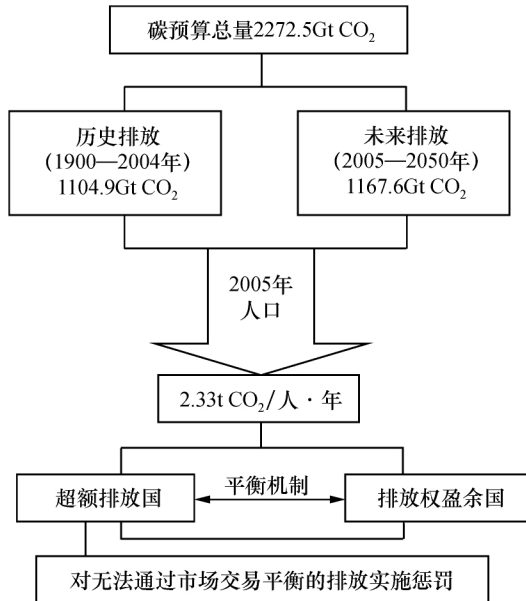 碳预算总量2272.5Gt CO₂
历史排放
(1900—2004年)
1104.9Gt CO₂
未来排放
(2005—2050年)
1167.6Gt CO₂
2005年
人口
2.33t CO₂/人·年
超额排放国
平衡机制
排放权盈余国
对无法通过市场交易平衡的排放实施惩罚